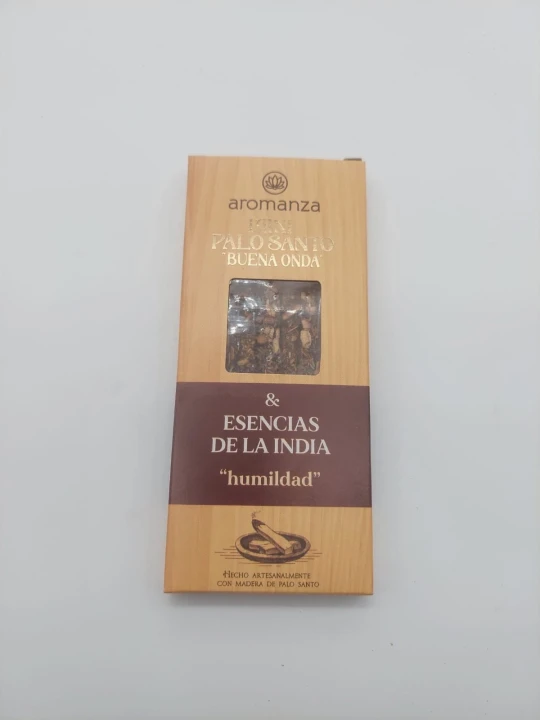 aromanza
PALO SANTO
"BUENA ONDA"
&
ESENCIAS
DE LA INDIA
“humildad”
HECHO ARTESANALMENTE
CON MADERA DE PALO SANTO